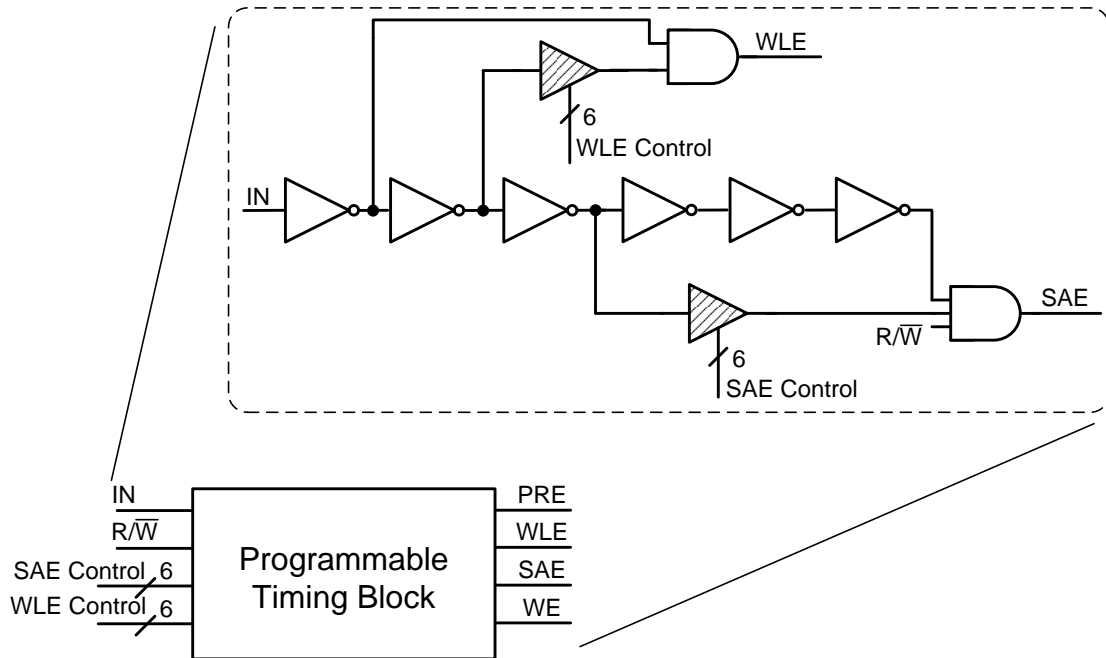 WLE
6
WLE Control
IN
SAE
R/W̅
6
SAE Control
IN
PRE
R/W̅
WLE
Programmable
Timing Block
SAE Control
6
SAE
WLE Control
6
WE